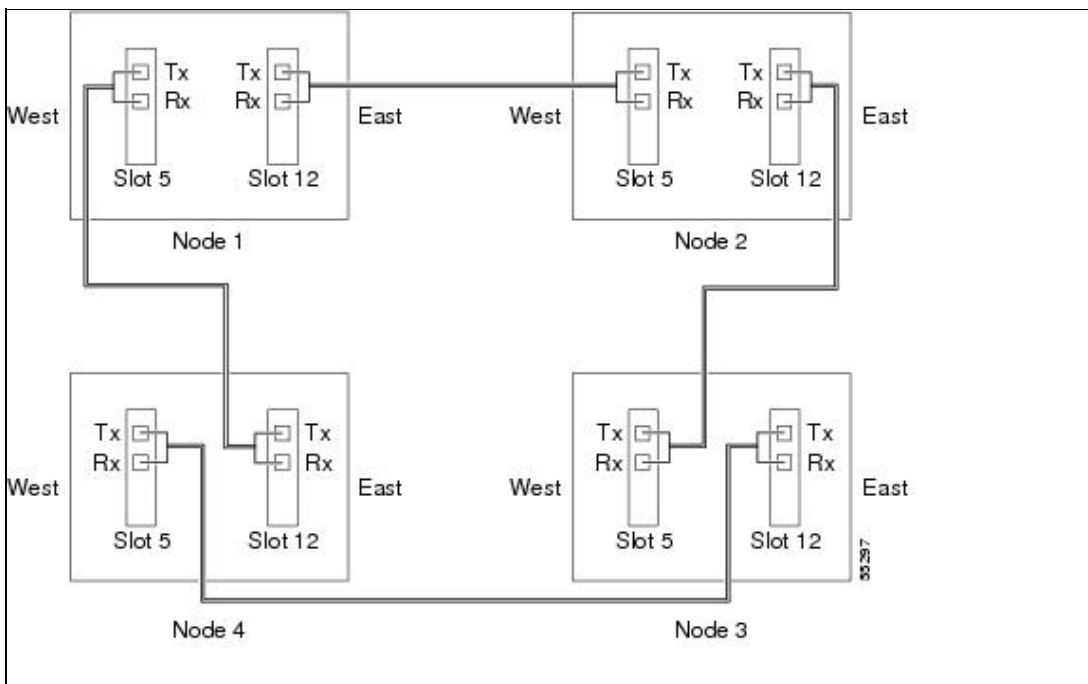 Tx Tx Tx Tx
West Rx Rx East West Rx Rx East
Slot 5 Slot 12 Slot 5 Slot 12
Node 1 Node 2
Tx Tx Tx Tx
West Rx Rx East West Rx Rx East
Slot 5 Slot 12 Slot 5 Slot 12
55297
Node 4 Node 3